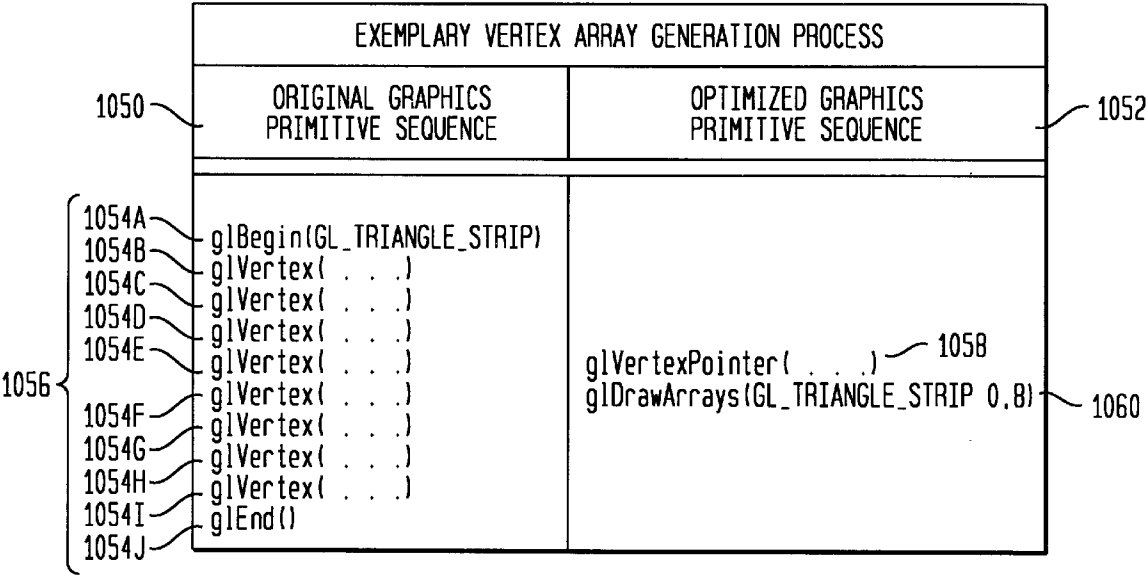 EXEMPLARY VERTEX ARRAY GENERATION PROCESS
1050
ORIGINAL GRAPHICS
PRIMITIVE SEQUENCE
OPTIMIZED GRAPHICS
PRIMITIVE SEQUENCE
1052
1056
1054A glBegin(GL_TRIANGLE_STRIP)
1054B glVertex( . . .)
1054C glVertex( . . .)
1054D glVertex( . . .)
1054E glVertex( . . .)
1054F glVertex( . . .)
1054G glVertex( . . .)
1054H glVertex( . . .)
1054I glVertex( . . .)
1054J glEnd()
glVertexPointer( . . .) 1058
glDrawArrays(GL_TRIANGLE_STRIP 0,8) 1060